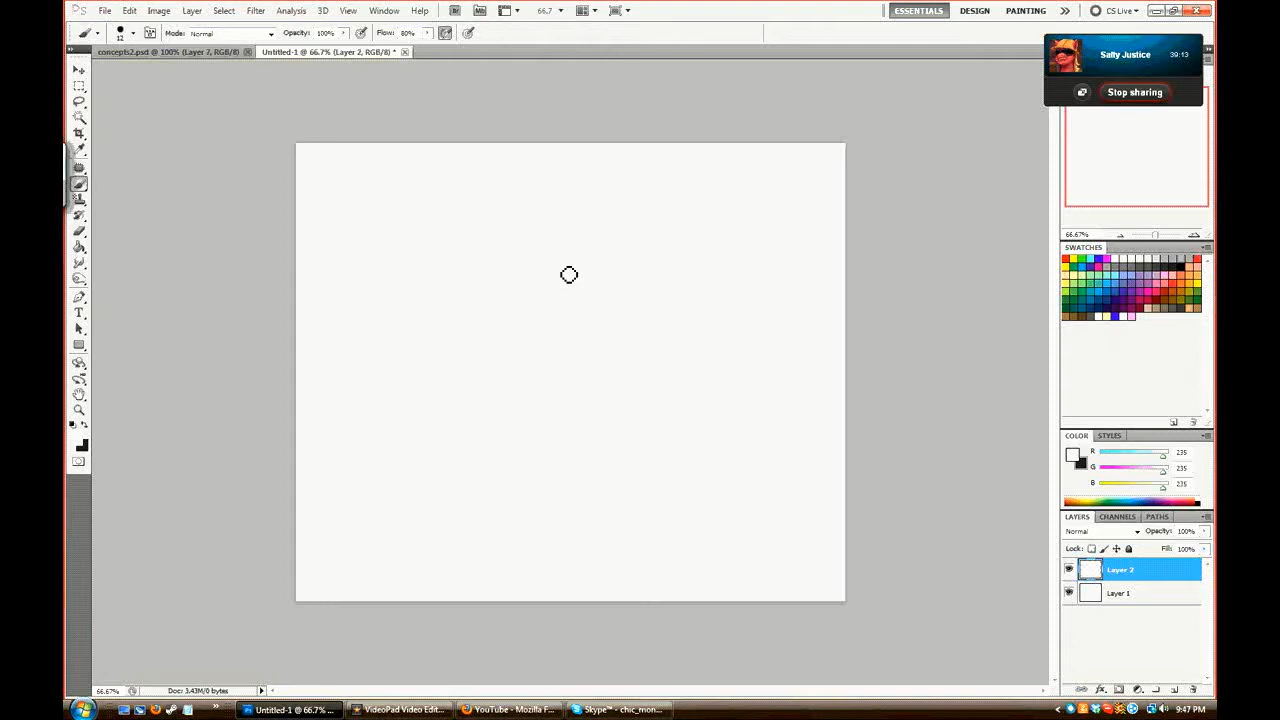 PS File Edit Image Layer Select Filter Analysis 3D View Window Help Br Mb 66.7 ESSENTIALS DESIGN PAINTING CS Live
12 Mode: Normal Opacity: 100% Flow: 80%
concepts2.psd @ 100% (Layer 7, RGB/8) Untitled-1 @ 66.7% (Layer 2, RGB/8) *
Salty Justice 39:13
Stop sharing
66.67%
SWATCHES
COLOR STYLES
R 235
G 235
B 235
LAYERS CHANNELS PATHS
Normal Opacity: 100%
Lock: Fill: 100%
Layer 2
Layer 1
66.67% Doc: 3.43M/0 bytes
Untitled-1 @ 66.7% ... VideoPad Video Edit... YouTube - Mozilla F... Skype™ - chic_mon... 9:47 PM